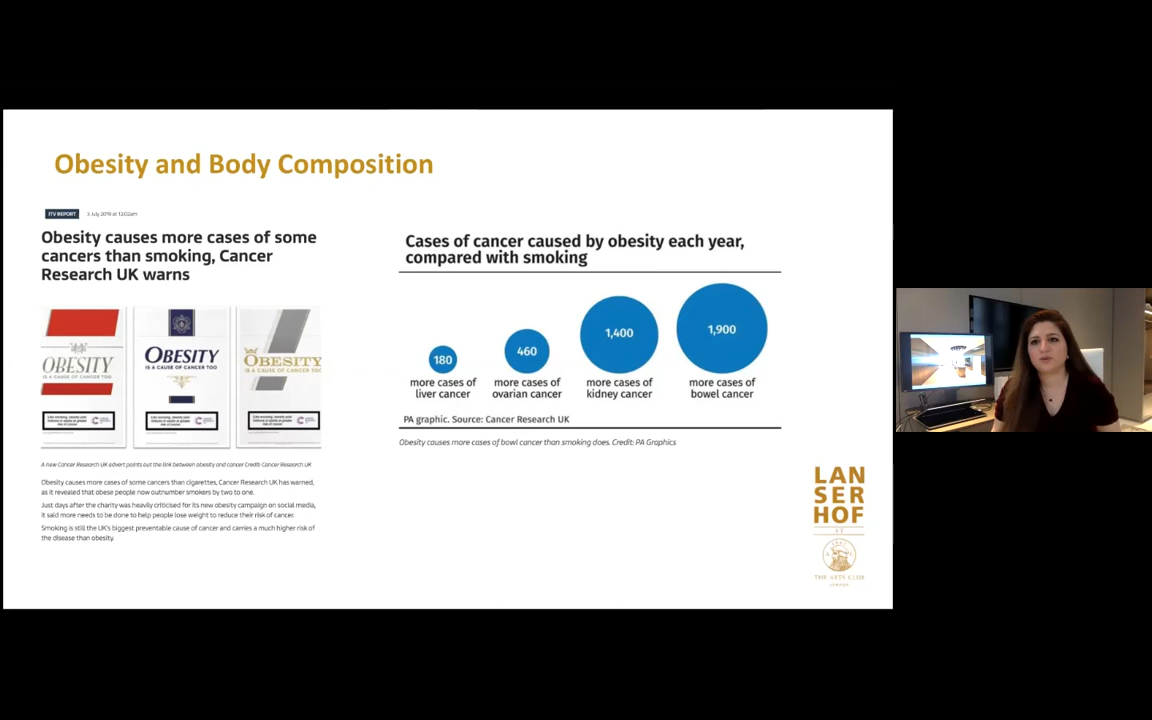 Obesity and Body Composition
ITV REPORT
3 July 2019 at 12:02am
Obesity causes more cases of some
cancers than smoking, Cancer
Research UK warns
OBESITY
IS A CAUSE OF CANCER TOO
OBESITY
IS A CAUSE OF CANCER TOO
OBESITY
IS A CAUSE OF CANCER TOO
A new Cancer Research UK advert points out the link between obesity and cancer Credit: Cancer Research UK
Obesity causes more cases of some cancers than cigarettes, Cancer Research UK has warned,
as it revealed that obese people now outnumber smokers by two to one.
Just days after the charity was heavily criticised for its new obesity campaign on social media,
it said more needs to be done to help people lose weight to reduce their risk of cancer.
Smoking is still the UK's biggest preventable cause of cancer and carries a much higher risk of
the disease than obesity.
Cases of cancer caused by obesity each year,
compared with smoking
180
more cases of
liver cancer
460
more cases of
ovarian cancer
1,400
more cases of
kidney cancer
1,900
more cases of
bowel cancer
PA graphic. Source: Cancer Research UK
Obesity causes more cases of bowl cancer than smoking does. Credit: PA Graphics
LAN
SER
HOF
AT
THE ARTS CLUB
LONDON